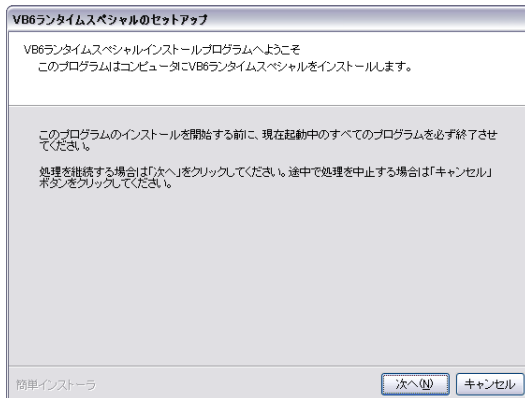 VB6ランタイムスペシャルのセットアップ
VB6ランタイムスペシャルインストールプログラムへようこそ
このプログラムはコンピュータにVB6ランタイムスペシャルをインストールします。
このプログラムのインストールを開始する前に、現在起動中のすべてのプログラムを必ず終了させ
てください。
処理を継続する場合は「次へ」をクリックしてください。途中で処理を中止する場合は「キャンセル」
ボタンをクリックしてください。
簡単インストーラ
次へ(N)
キャンセル